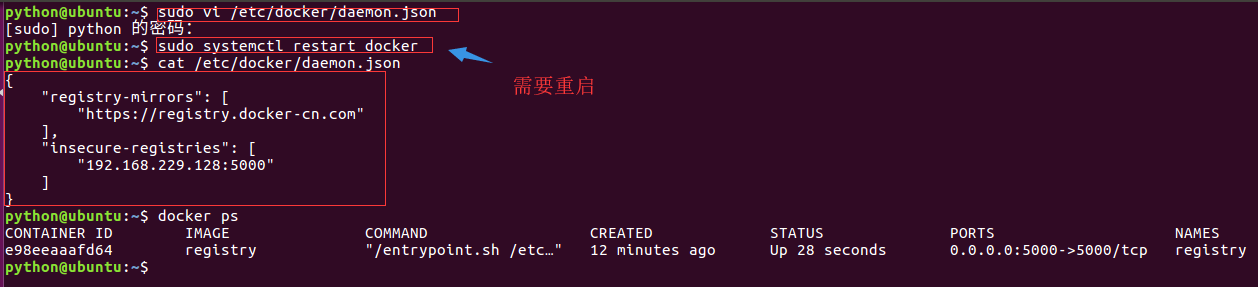 python@ubuntu:~$ sudo vi /etc/docker/daemon.json
[sudo] python 的密码:
python@ubuntu:~$ sudo systemctl restart docker
python@ubuntu:~$ cat /etc/docker/daemon.json
需要重启
{
    "registry-mirrors": [
        "https://registry.docker-cn.com"
    ],
    "insecure-registries": [
        "192.168.229.128:5000"
    ]
}
python@ubuntu:~$ docker ps
CONTAINER ID        IMAGE               COMMAND                  CREATED             STATUS              PORTS                    NAMES
e98eeaaafd64        registry            "/entrypoint.sh /etc…"   12 minutes ago      Up 28 seconds       0.0.0.0:5000->5000/tcp   registry
python@ubuntu:~$